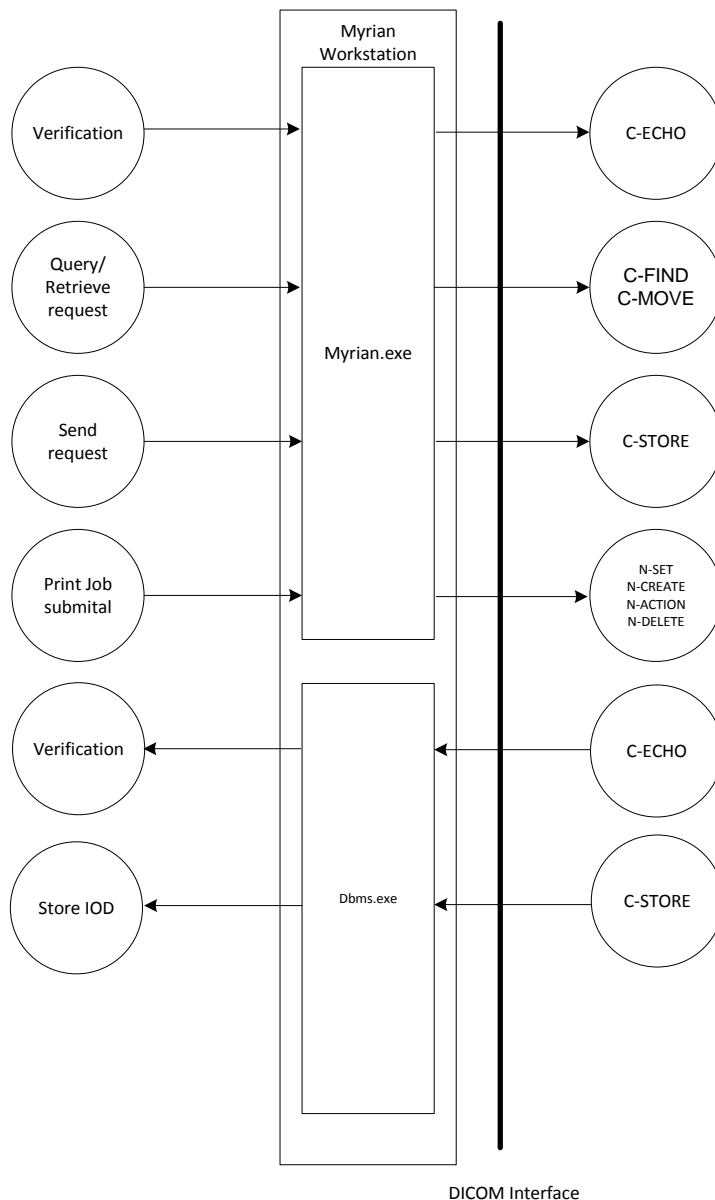 Myrian
Workstation
Verification
C-ECHO
Query/
Retrieve
request
C-FIND
C-MOVE
Myrian.exe
Send
request
C-STORE
Print Job
submital
N-SET
N-CREATE
N-ACTION
N-DELETE
Verification
C-ECHO
Store IOD
Dbms.exe
C-STORE
DICOM Interface